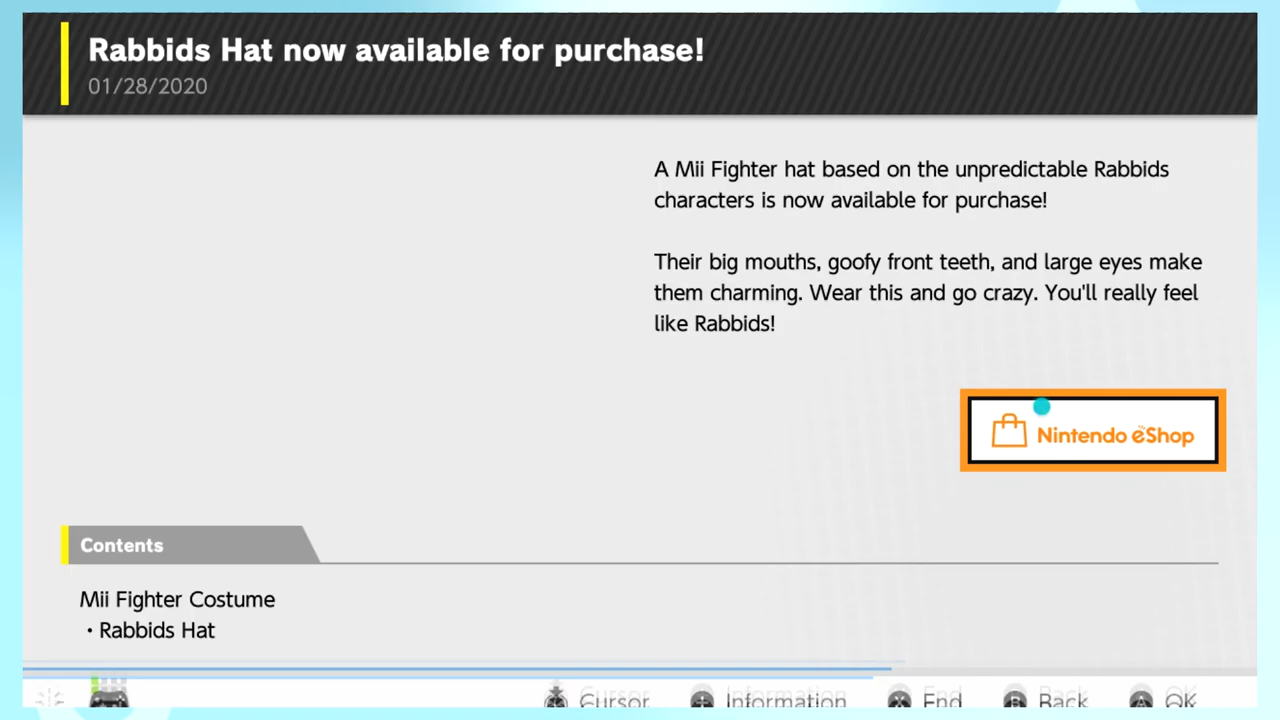 Rabbids Hat now available for purchase!
01/28/2020
A Mii Fighter hat based on the unpredictable Rabbids
characters is now available for purchase!
Their big mouths, goofy front teeth, and large eyes make
them charming. Wear this and go crazy. You'll really feel
like Rabbids!
Nintendo eShop
Contents
Mii Fighter Costume
・Rabbids Hat
Cursor Information X End B Back A OK